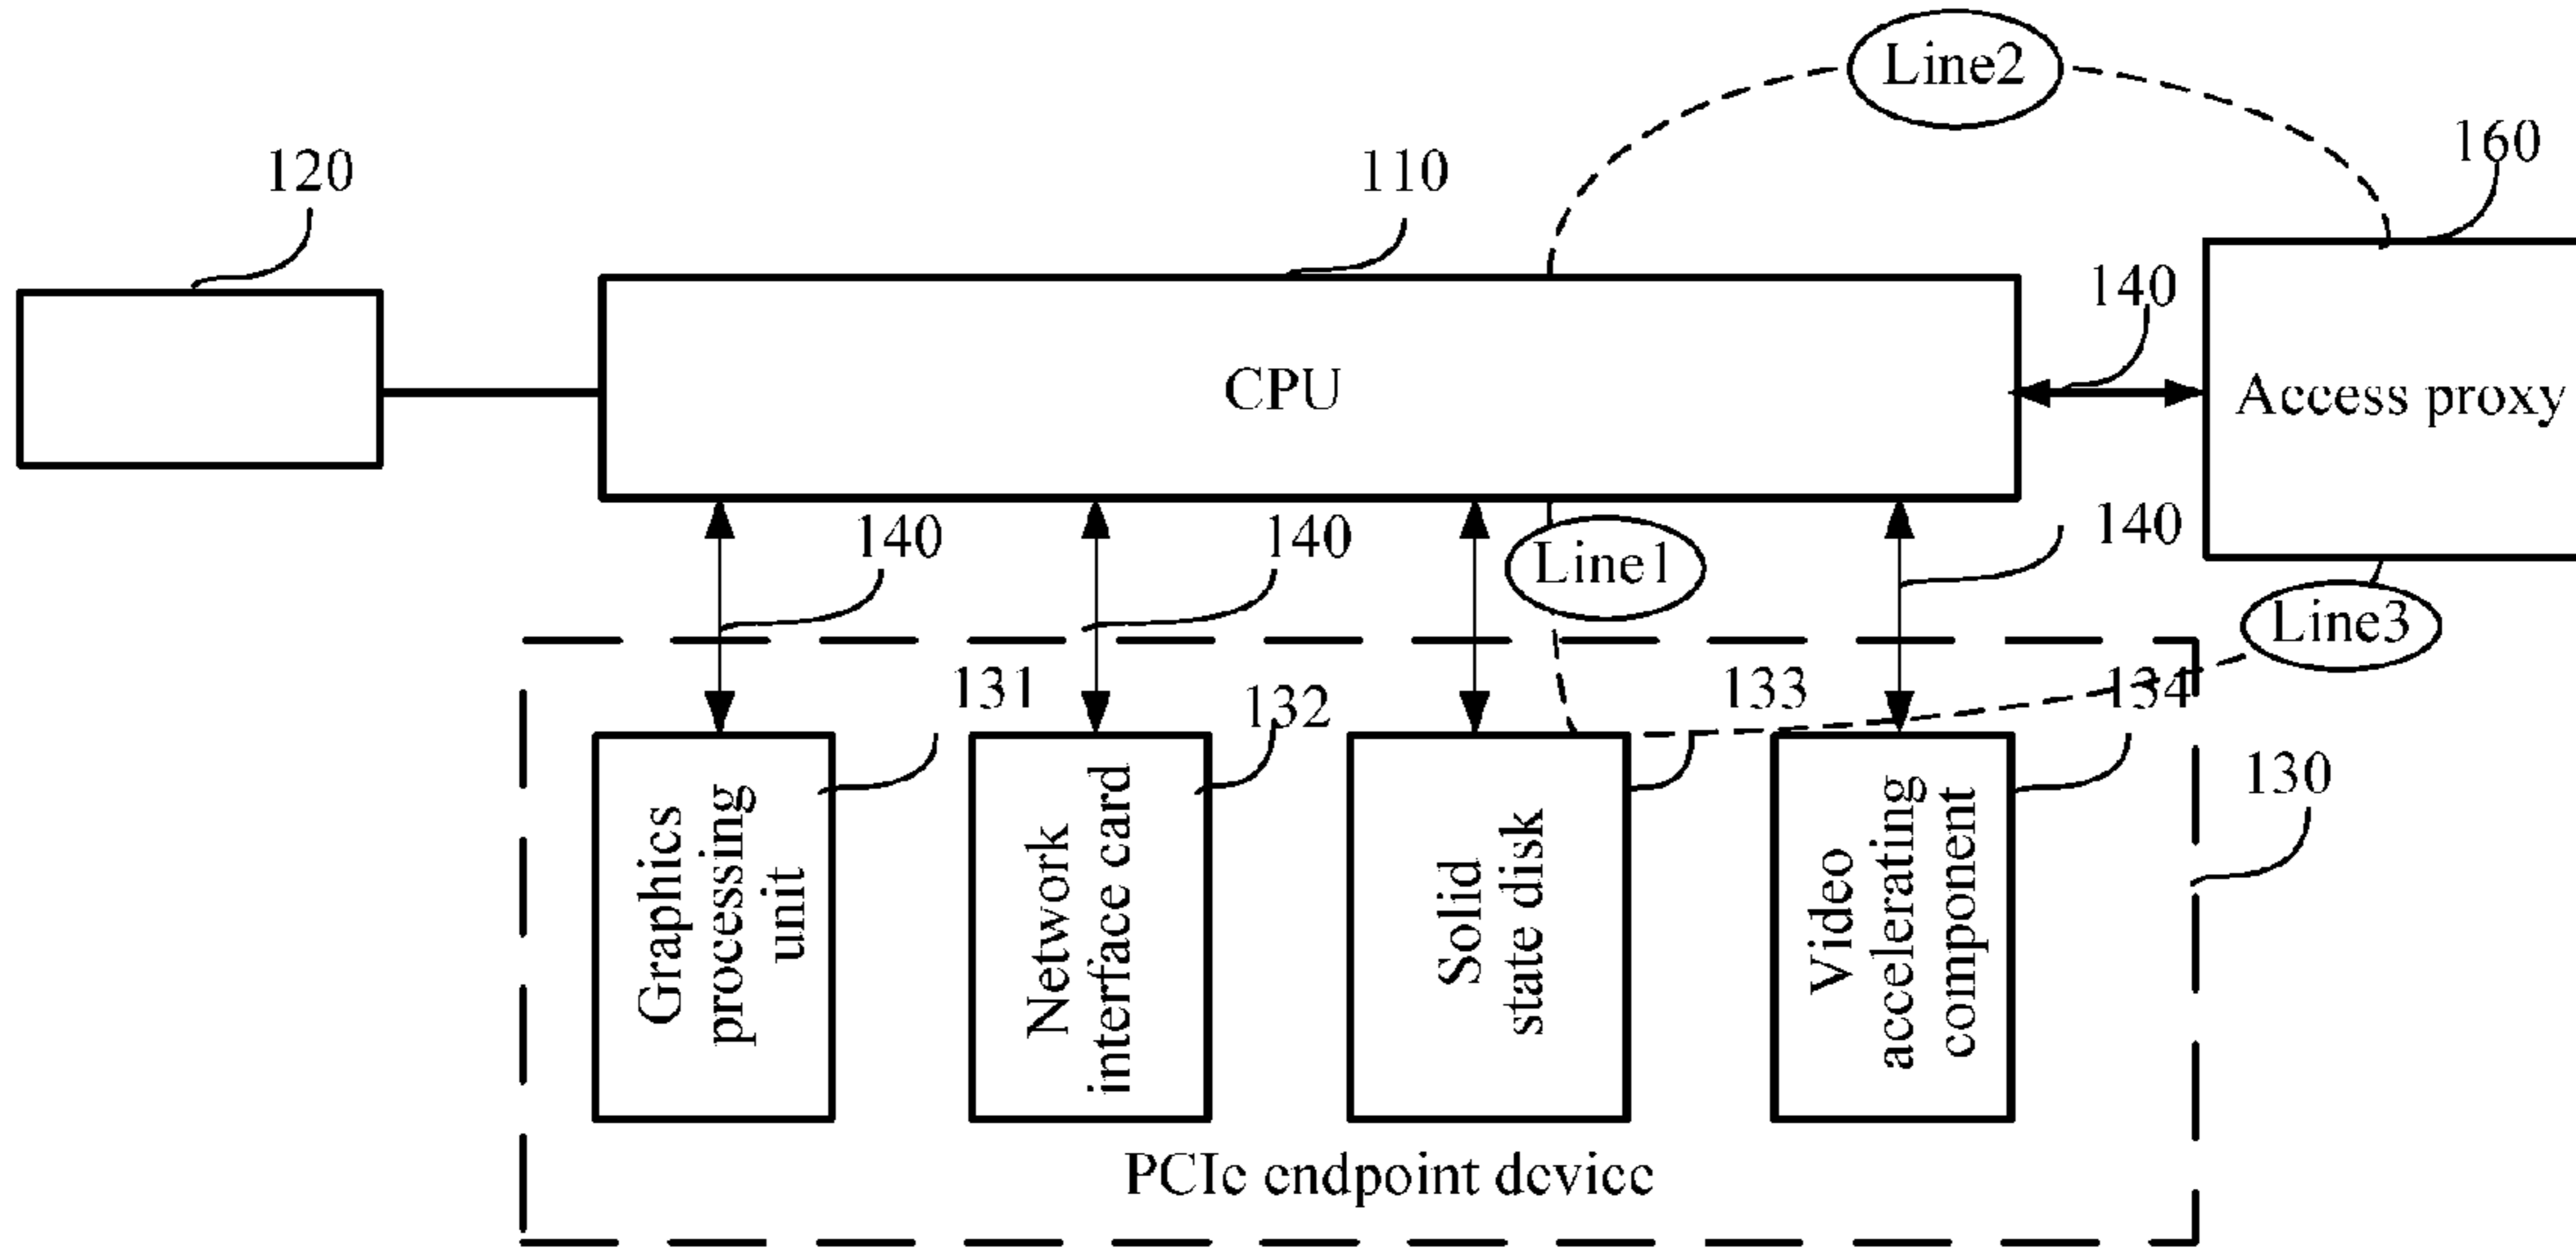 Line2
160
120
110
140
CPU
Access proxy
140
140
140
Line1
Line3
131
132
133
134
130
Graphics
processing
unit
Network
interface card
Solid
state disk
Video
accelerating
component
PCIe endpoint device